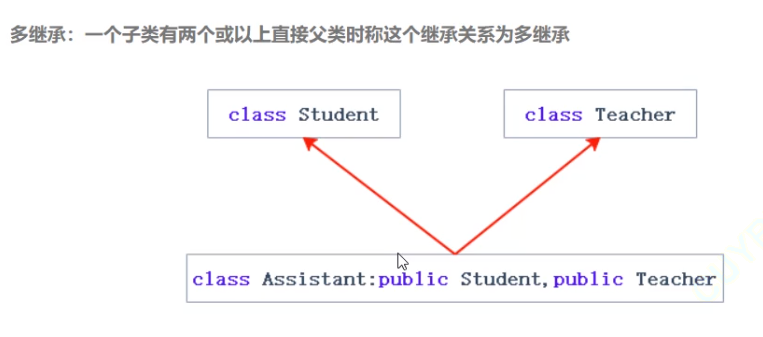 多继承：一个子类有两个或以上直接父类时称这个继承关系为多继承
class Student
class Teacher
class Assistant:public Student,public Teacher